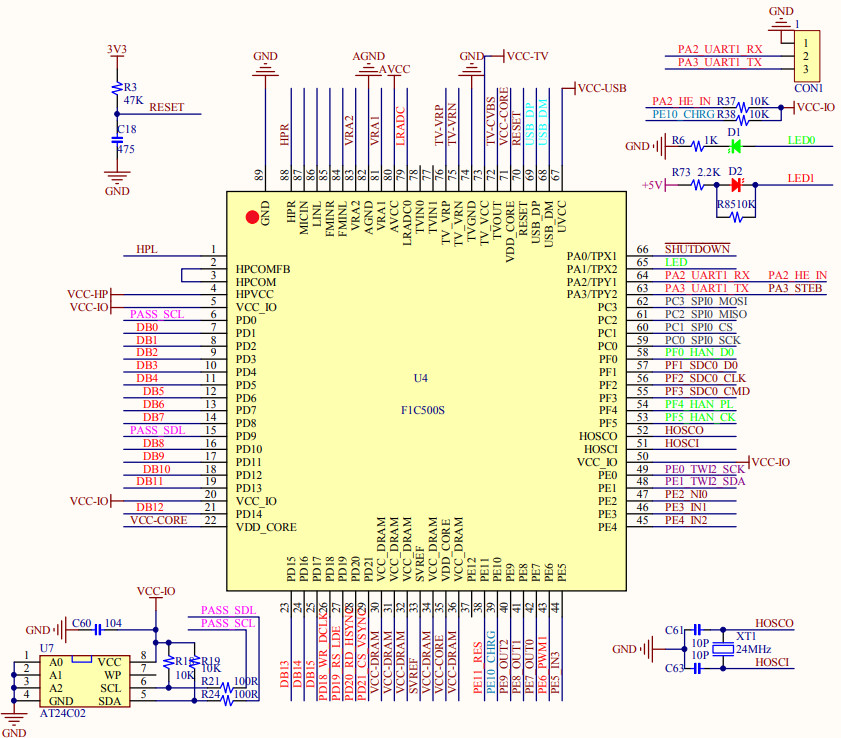 GND
1
1
2
3
CON1
PA2 UART1 RX
PA3 UART1 TX
3V3
R3
47K
RESET
C18
475
GND
GND
AGND
AVCC
GND
VCC-TV
VCC-USB
PA2 HE IN R37 10K VCC-IO
PE10 CHRG R38 10K
GND R6 1K D1 LED0
R73 2.2K D2
+5V LED1
R85 10K
HPR
VRA2
VRA1
LRADC
TV-VRP
TV-VRN
TV-CVBS
VCC-CORE
RESET
USB DP
USB DM
89 88 87 86 85 84 83 82 81 80 79 78 77 76 75 74 73 72 71 70 69 68 67
GND
HPR
MICIN
LINL
FMINR
FMINL
VRA2
AGND
VRA1
AVCC
LRADC0
TVIN0
TVIN1
TV_VRP
TV_VRN
TVGND
TV_VCC
TVOUT
VDD_CORE
RESET
USB_DP
USB_DM
UVCC
HPL 1
2 HPCOMFB
3 HPCOM
VCC-HP 4 HPVCC
VCC-IO 5 VCC_IO
PASS SCL 6 PD0
DB0 7 PD1
DB1 8 PD2
DB2 9 PD3
DB3 10 PD4
DB4 11 PD5
DB5 12 PD6
DB6 13 PD7
DB7 14 PD8
PASS SDL 15 PD9
DB8 16 PD10
DB9 17 PD11
DB10 18 PD12
DB11 19 PD13
VCC-IO 20 VCC_IO
DB12 21 PD14
VCC-CORE 22 VDD_CORE
U4
F1C500S
PA0/TPX1 66 SHUTDOWN
PA1/TPX2 65 LED
PA2/TPY1 64 PA2 UART1 RX PA2 HE IN
PA3/TPY2 63 PA3 UART1 TX PA3 STEB
PC3 62 PC3 SPI0 MOSI
PC2 61 PC2 SPI0 MISO
PC1 60 PC1 SPI0 CS
PC0 59 PC0 SPI0 SCK
PF0 58 PF0 HAN D0
PF1 57 PF1 SDC0 D0
PF2 56 PF2 SDC0 CLK
PF3 55 PF3 SDC0 CMD
PF4 54 PF4 HAN PL
PF5 53 PF5 HAN CK
HOSCO 52 HOSCO
HOSCI 51 HOSCI
VCC_IO 50 VCC-IO
PE0 49 PE0 TWI2 SCK
PE1 48 PE1 TWI2 SDA
PE2 47 PE2 NI0
PE3 46 PE3 IN1
PE4 45 PE4 IN2
PD15
PD16
PD17
PD18
PD19
PD20
PD21
VCC_DRAM
VCC_DRAM
VCC_DRAM
SVREF
VCC_DRAM
VDD_CORE
VCC_DRAM
PE12
PE11
PE10
PE9
PE8
PE7
PE6
PE5
23 24 25 26 27 28 29 30 31 32 33 34 35 36 37 38 39 40 41 42 43 44
DB13
DB14
DB15
PD18 WR DCLK
PD19 RS LDE
PD20 RD HSYNC
PD21 CS VSYNC
VCC-DRAM
VCC-DRAM
VCC-DRAM
SVREF
VCC-DRAM
VCC-CORE
VCC-DRAM
PE11 RES
PE10 CHRG
PE9 OUT2
PE8 OUT1
PE7 OUT0
PE6 PWM1
PE5 IN3
VCC-IO
PASS SDL
PASS SCL
GND C60 104
U7
1 A0 VCC 8
2 A1 WP 7
3 A2 SCL 6
4 GND SDA 5
AT24C02
GND
R19
10K
10K
R21 100R
R24 100R
C61 HOSCO
10P XT1
GND 10P 24MHz
C63 HOSCI